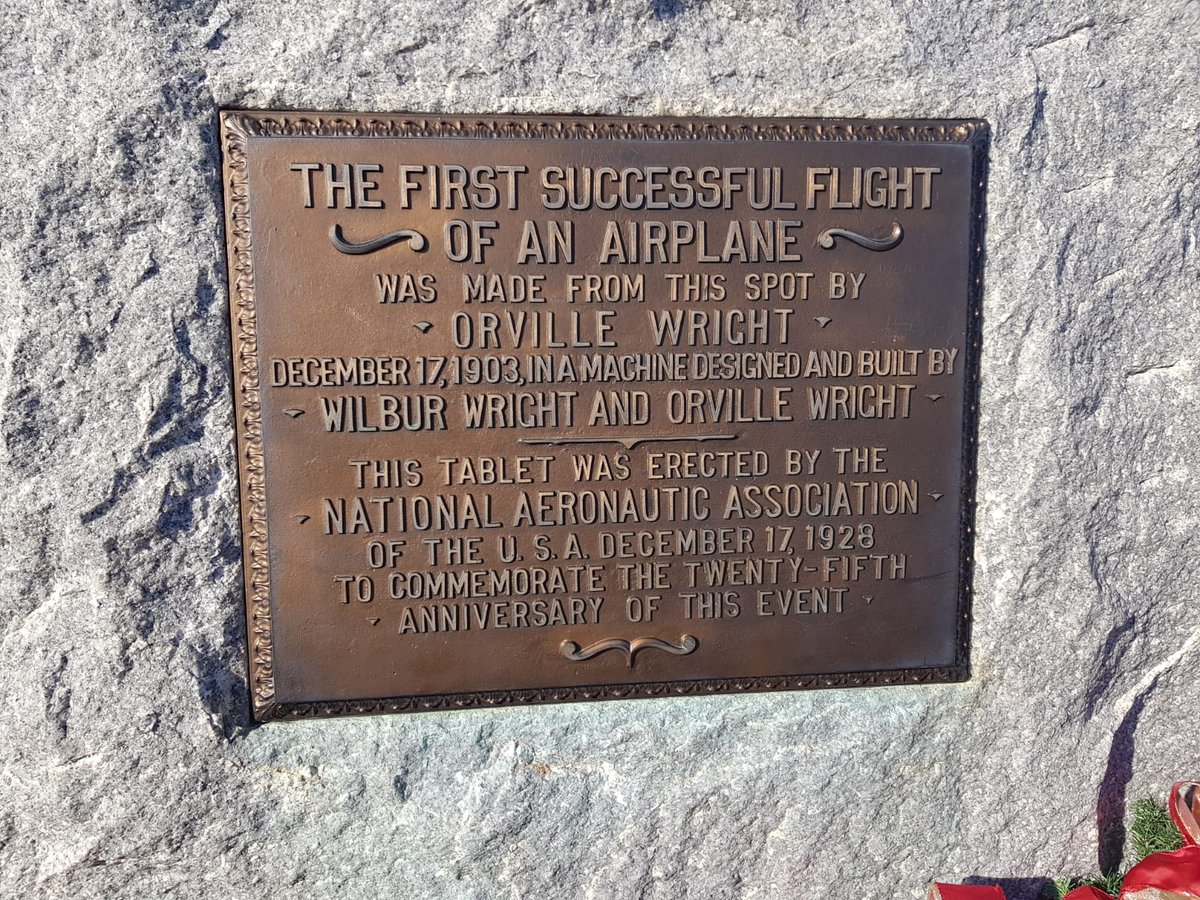 THE FIRST SUCCESSFUL FLIGHT
OF AN AIRPLANE
WAS MADE FROM THIS SPOT BY
ORVILLE WRIGHT
DECEMBER 17, 1903, IN A MACHINE DESIGNED AND BUILT BY
WILBUR WRIGHT AND ORVILLE WRIGHT
THIS TABLET WAS ERECTED BY THE
NATIONAL AERONAUTIC ASSOCIATION
OF THE U. S. A. DECEMBER 17, 1928
TO COMMEMORATE THE TWENTY-FIFTH
ANNIVERSARY OF THIS EVENT